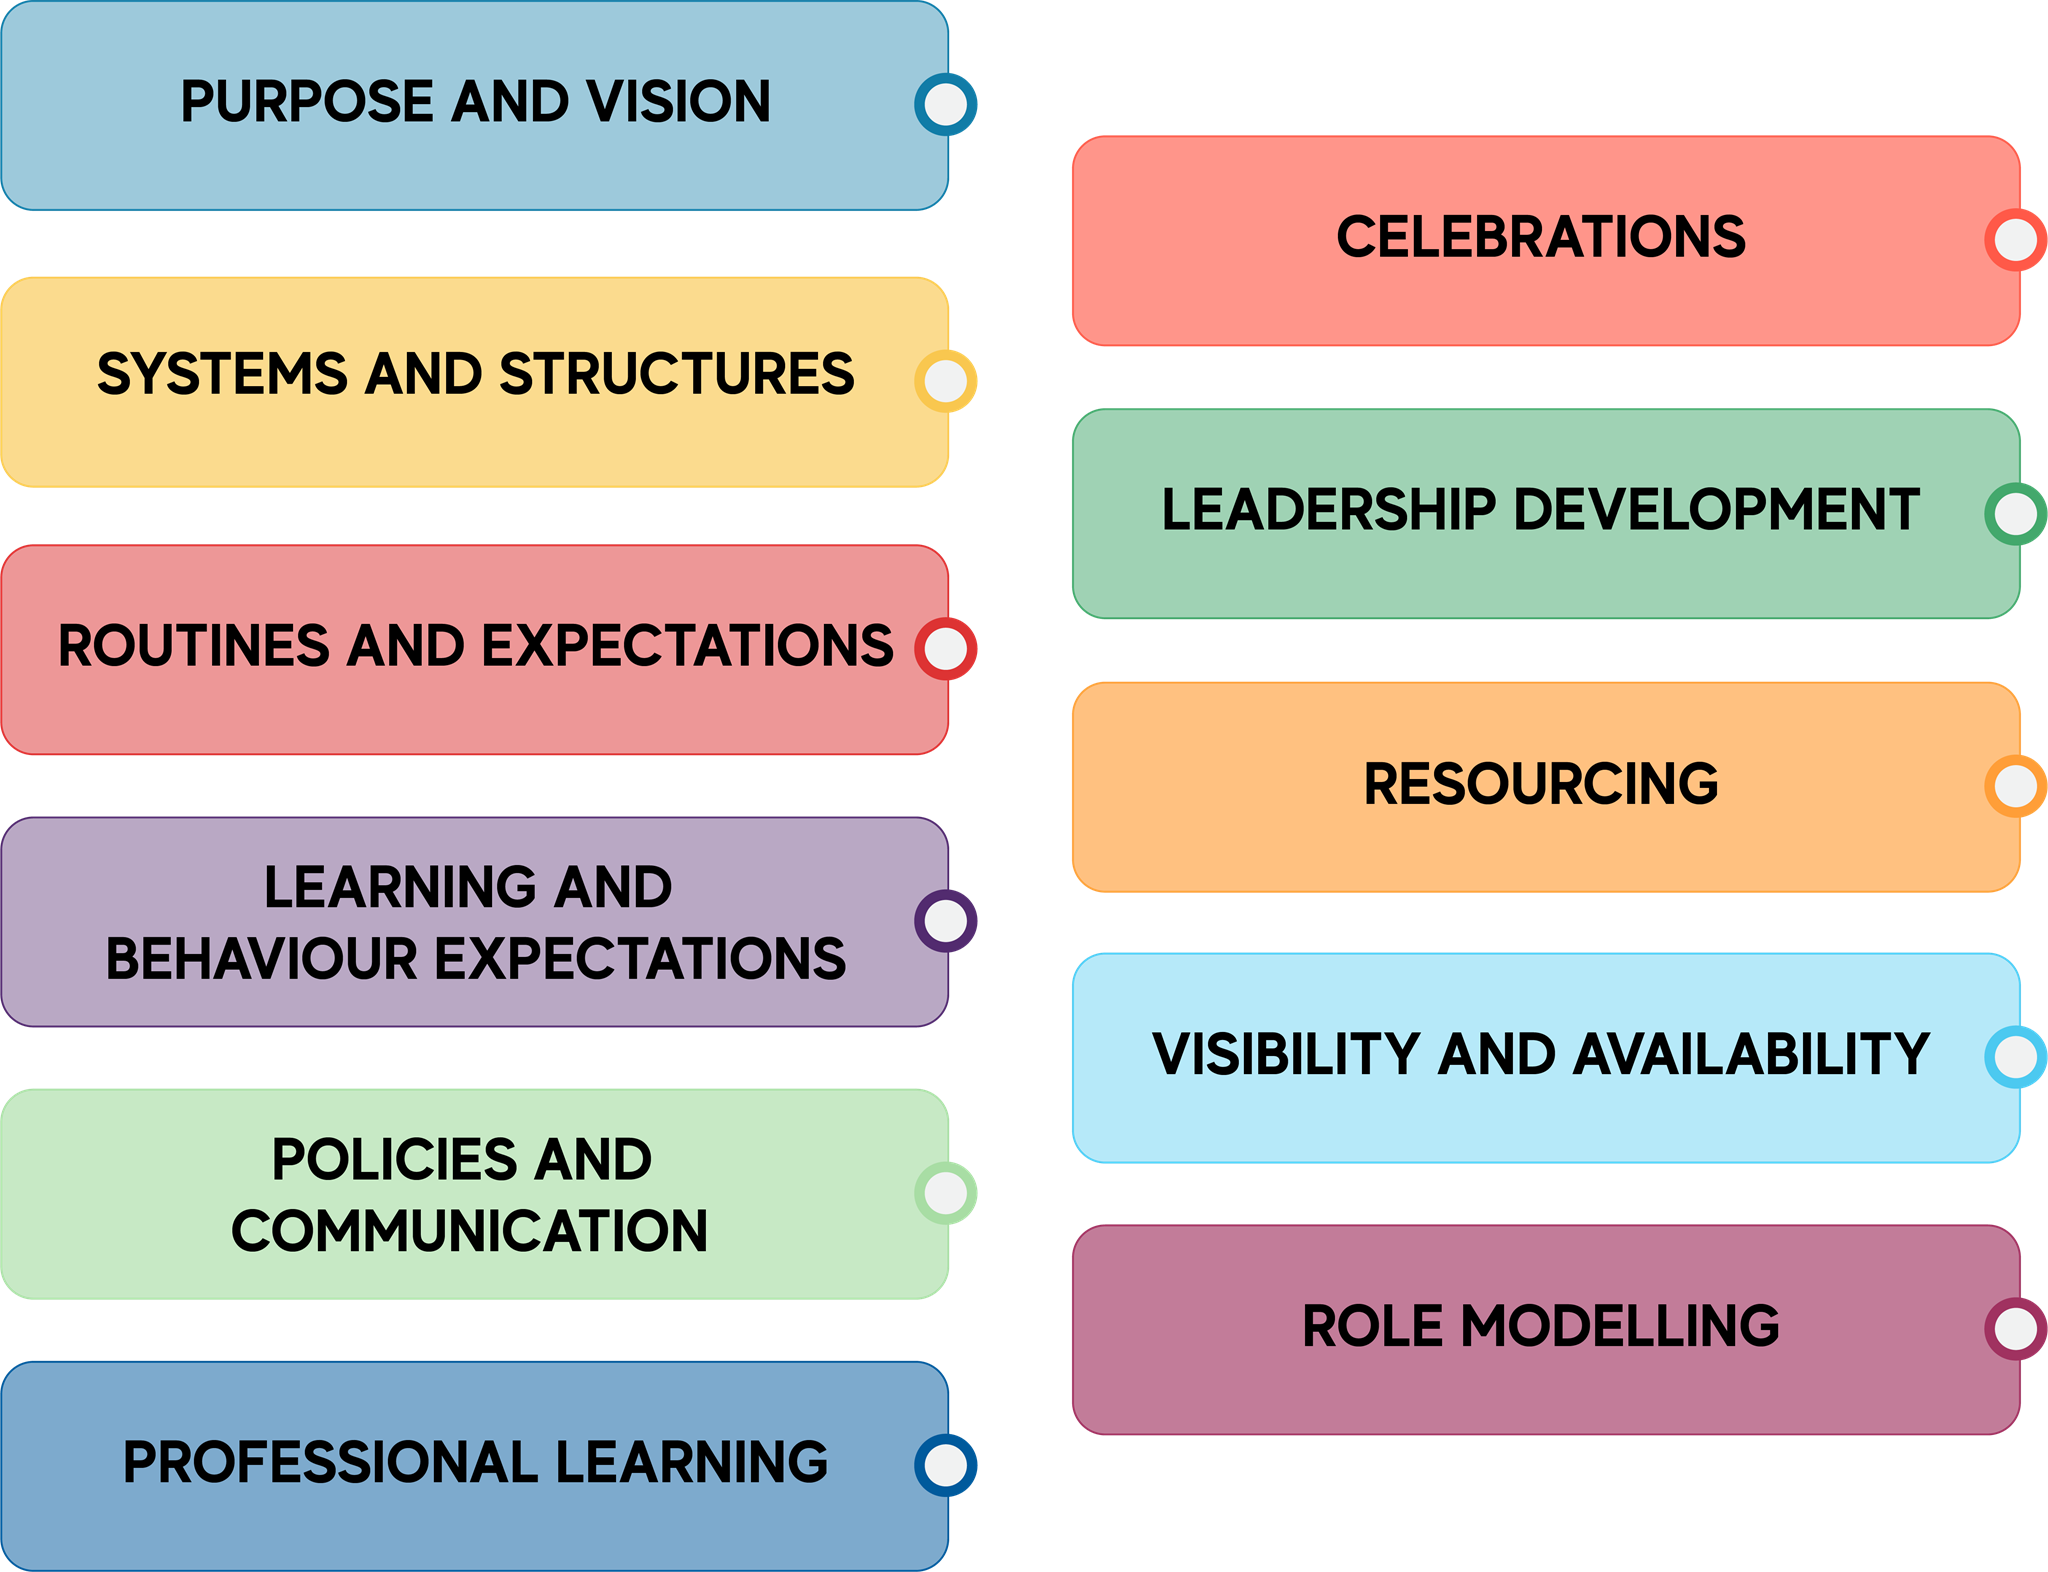 PURPOSE AND VISION
SYSTEMS AND STRUCTURES
ROUTINES AND EXPECTATIONS
LEARNING AND
BEHAVIOUR EXPECTATIONS
POLICIES AND
COMMUNICATION
PROFESSIONAL LEARNING
CELEBRATIONS
LEADERSHIP DEVELOPMENT
RESOURCING
VISIBILITY AND AVAILABILITY
ROLE MODELLING